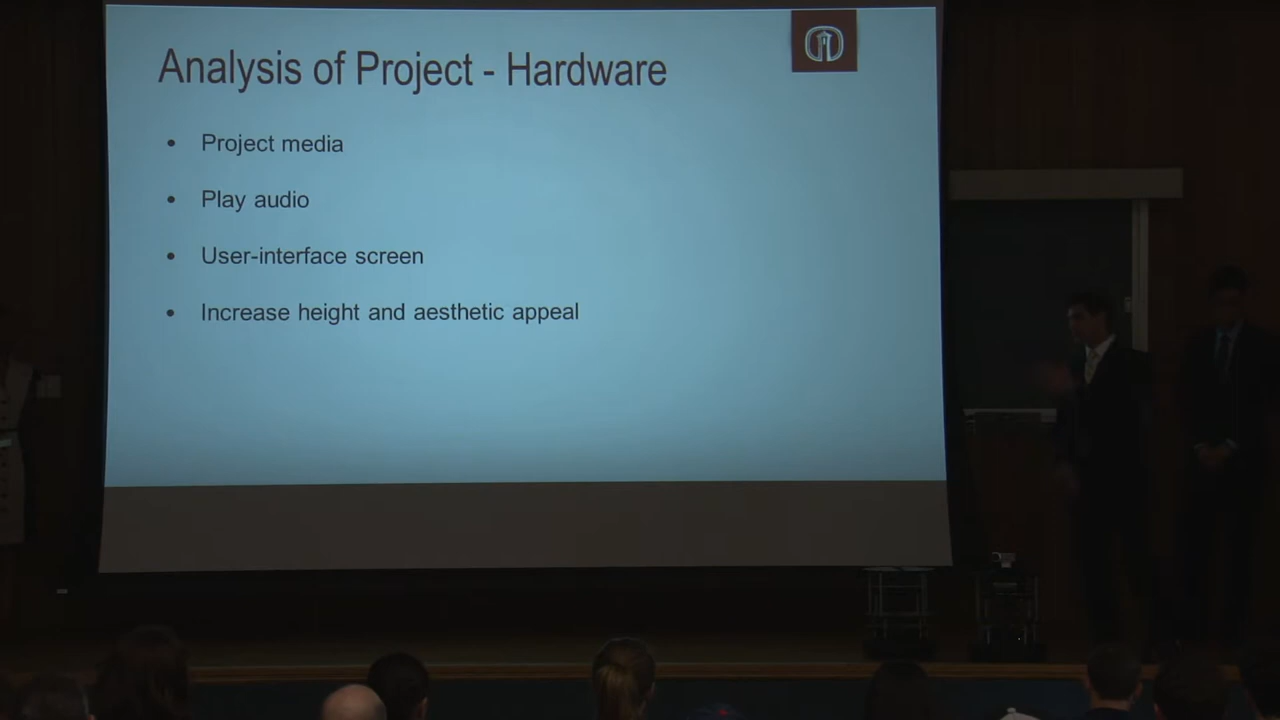 Analysis of Project - Hardware
• Project media
• Play audio
• User-interface screen
• Increase height and aesthetic appeal